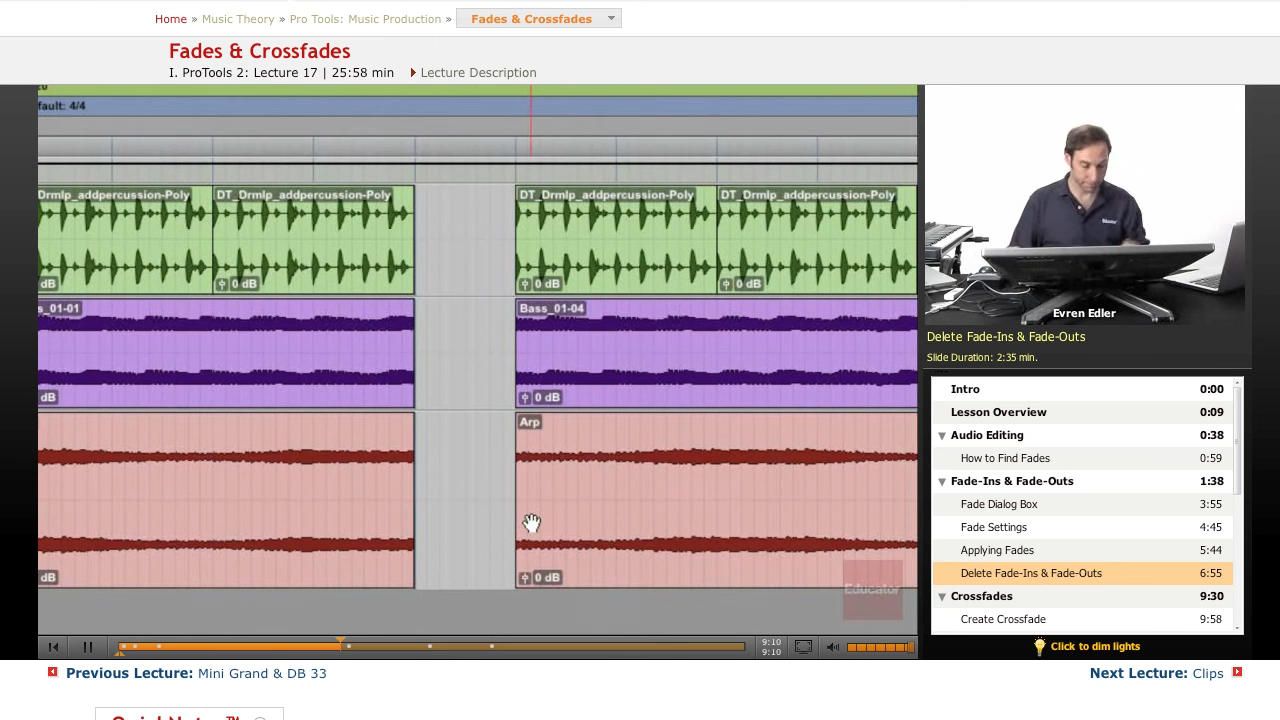 Home » Music Theory » Pro Tools: Music Production » Fades & Crossfades
Fades & Crossfades
I. ProTools 2: Lecture 17 | 25:58 min Lecture Description
fault: 4/4
Drmlp_addpercussion-Poly DT_Drmlp_addpercussion-Poly DT_Drmlp_addpercussion-Poly DT_Drmlp_addpercussion-Poly
dB 0 dB 0 dB 0 dB
s_01-01 Bass_01-04
dB 0 dB
Arp
dB 0 dB
Educator
9:10
9:10
Evren Edler
Delete Fade-Ins & Fade-Outs
Slide Duration: 2:35 min.
Intro 0:00
Lesson Overview 0:09
Audio Editing 0:38
How to Find Fades 0:59
Fade-Ins & Fade-Outs 1:38
Fade Dialog Box 3:55
Fade Settings 4:45
Applying Fades 5:44
Delete Fade-Ins & Fade-Outs 6:55
Crossfades 9:30
Create Crossfade 9:58
Click to dim lights
Previous Lecture: Mini Grand & DB 33
Next Lecture: Clips